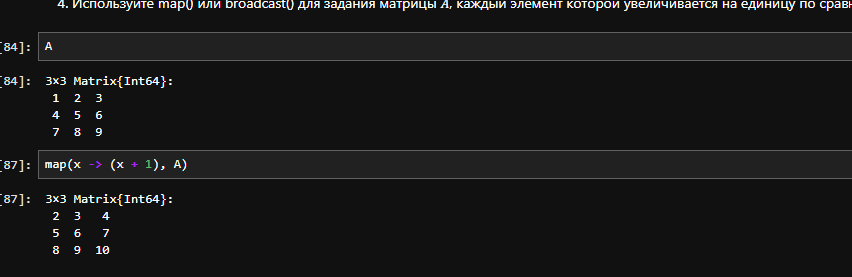 4. Используйте map() или broadcast() для задания матрицы A, каждый элемент которой увеличивается на единицу по
[84]: A
[84]: 3×3 Matrix{Int64}:
1 2 3
4 5 6
7 8 9
[87]: map(x -> (x + 1), A)
[87]: 3×3 Matrix{Int64}:
2 3 4
5 6 7
8 9 10